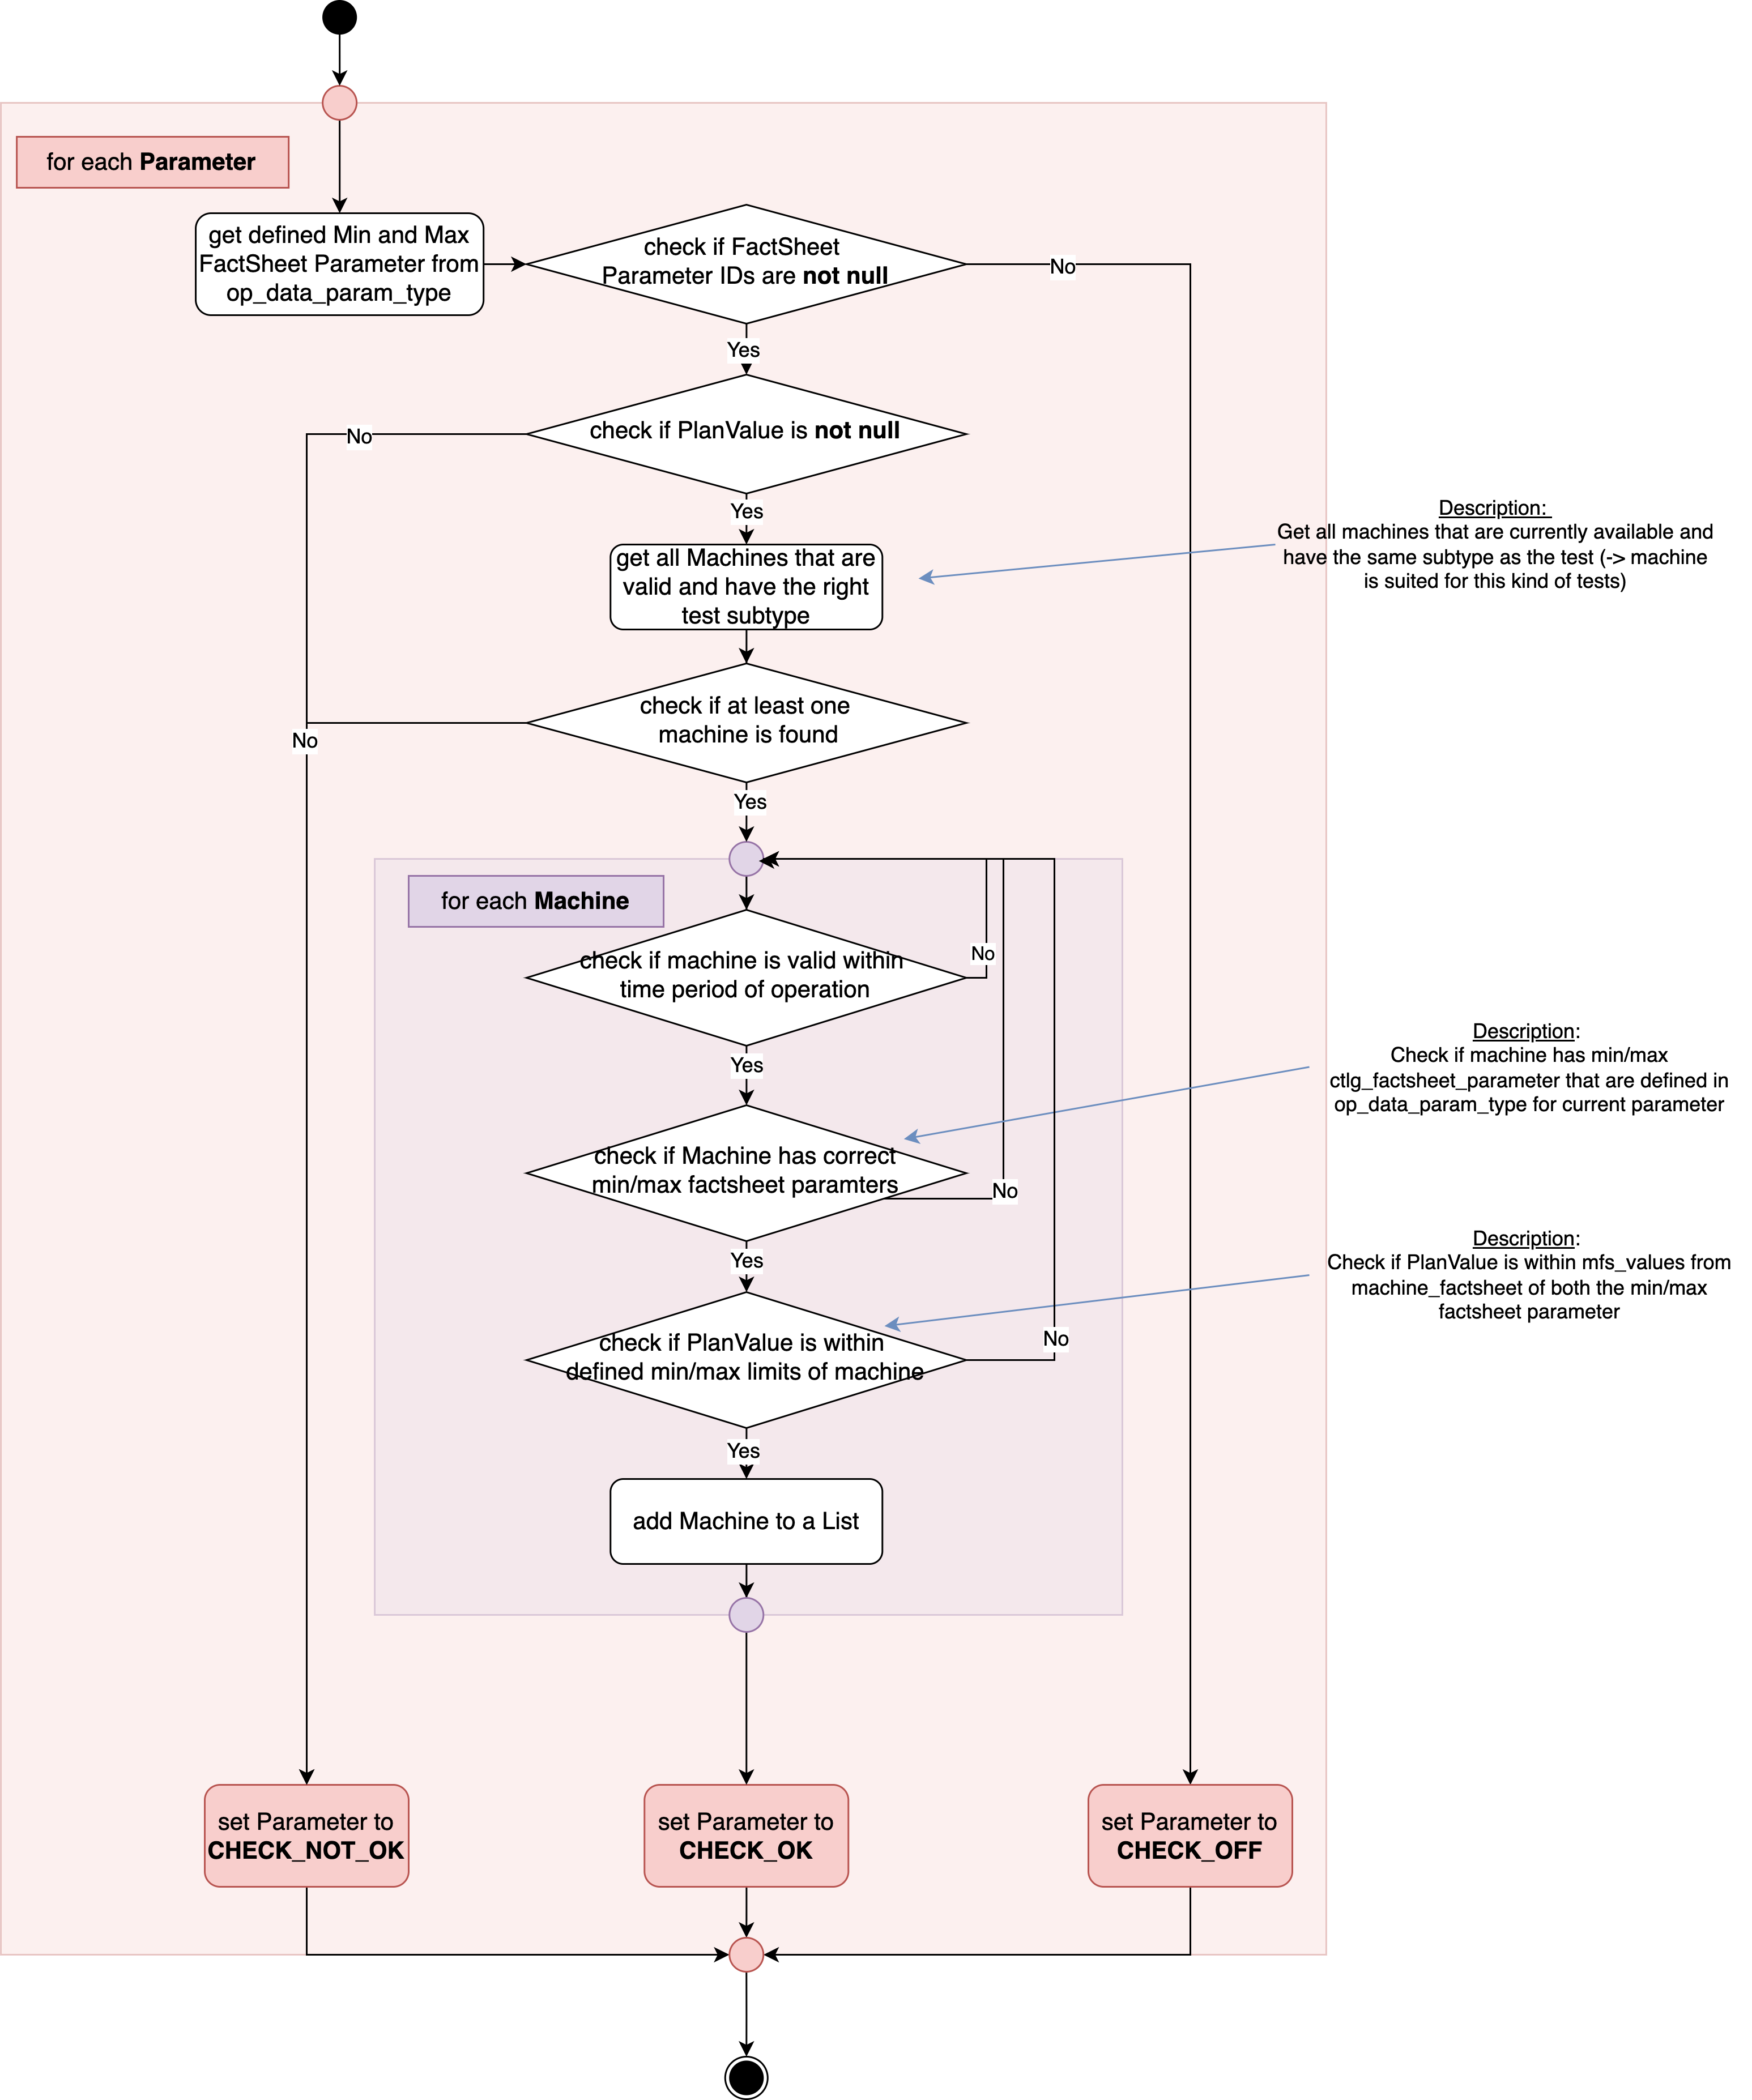 for each Parameter
get defined Min and Max
FactSheet Parameter from
op_data_param_type
check if FactSheet
Parameter IDs are not null
No
Yes
check if PlanValue is not null
No
Yes
get all Machines that are
valid and have the right
test subtype
Description:
Get all machines that are currently available and
have the same subtype as the test (-> machine
is suited for this kind of tests)
check if at least one
machine is found
No
Yes
for each Machine
check if machine is valid within
time period of operation
No
Yes
Description:
Check if machine has min/max
ctlg_factsheet_parameter that are defined in
op_data_param_type for current parameter
check if Machine has correct
min/max factsheet paramters
No
Yes
Description:
Check if PlanValue is within mfs_values from
machine_factsheet of both the min/max
factsheet parameter
check if PlanValue is within
defined min/max limits of machine
No
Yes
add Machine to a List
set Parameter to
CHECK_NOT_OK
set Parameter to
CHECK_OK
set Parameter to
CHECK_OFF